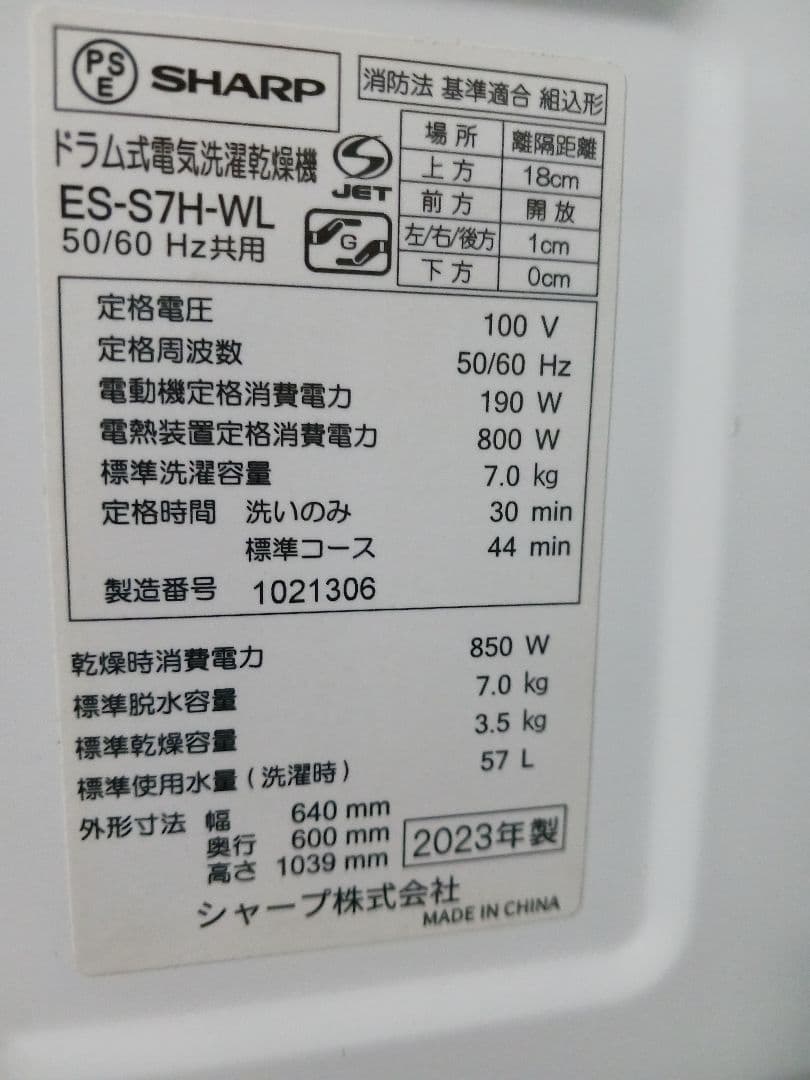 PSE SHARP
消防法 基準適合 組込形
場所 離隔距離
上方 18cm
前方 開放
左/右/後方 1cm
下方 0cm
ドラム式電気洗濯乾燥機
S JET
ES-S7H-WL
50/60 Hz共用
G
定格電圧 100 V
定格周波数 50/60 Hz
電動機定格消費電力 190 W
電熱装置定格消費電力 800 W
標準洗濯容量 7.0 kg
定格時間 洗いのみ 30 min
標準コース 44 min
製造番号 1021306
乾燥時消費電力 850 W
標準脱水容量 7.0 kg
標準乾燥容量 3.5 kg
標準使用水量(洗濯時) 57 L
外形寸法 幅 640 mm
奥行 600 mm
高さ 1039 mm
2023年製
シャープ株式会社
MADE IN CHINA